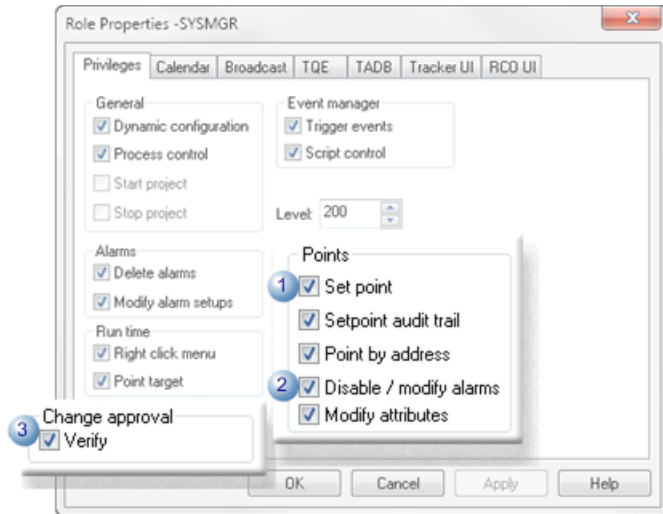 Role Properties -SYSMGR
Privileges Calendar Broadcast TQE TADB Tracker UI RCO UI
General
Dynamic configuration
Process control
Start project
Stop project
Event manager
Trigger events
Script control
Level: 200
Alarms
Delete alarms
Modify alarm setups
Run time
Right click menu
Point target
Points
1 Set point
Setpoint audit trail
Point by address
2 Disable / modify alarms
Modify attributes
Change approval
3 Verify
OK Cancel Apply Help